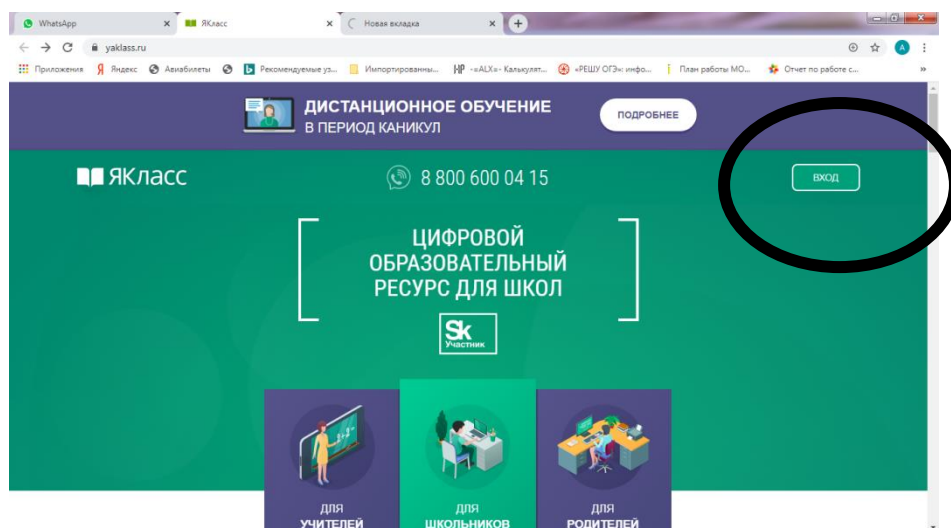 WhatsApp
ЯКласс
Новая вкладка
yaklass.ru
A
Приложения
Яндекс
Авиабилеты
Рекомендуемые уз...
Импортированны...
-=ALX=- Калькулят...
«РЕШУ ОГЭ»: инфо...
План работы МО...
Отчет по работе с...
»
ДИСТАНЦИОННОЕ ОБУЧЕНИЕ
В ПЕРИОД КАНИКУЛ
ПОДРОБНЕЕ
ЯКласс
8 800 600 04 15
ВХОД
ЦИФРОВОЙ
ОБРАЗОВАТЕЛЬНЫЙ
РЕСУРС ДЛЯ ШКОЛ
Sk
Участник
ДЛЯ
УЧИТЕЛЕЙ
ДЛЯ
ШКОЛЬНИКОВ
ДЛЯ
РОДИТЕЛЕЙ